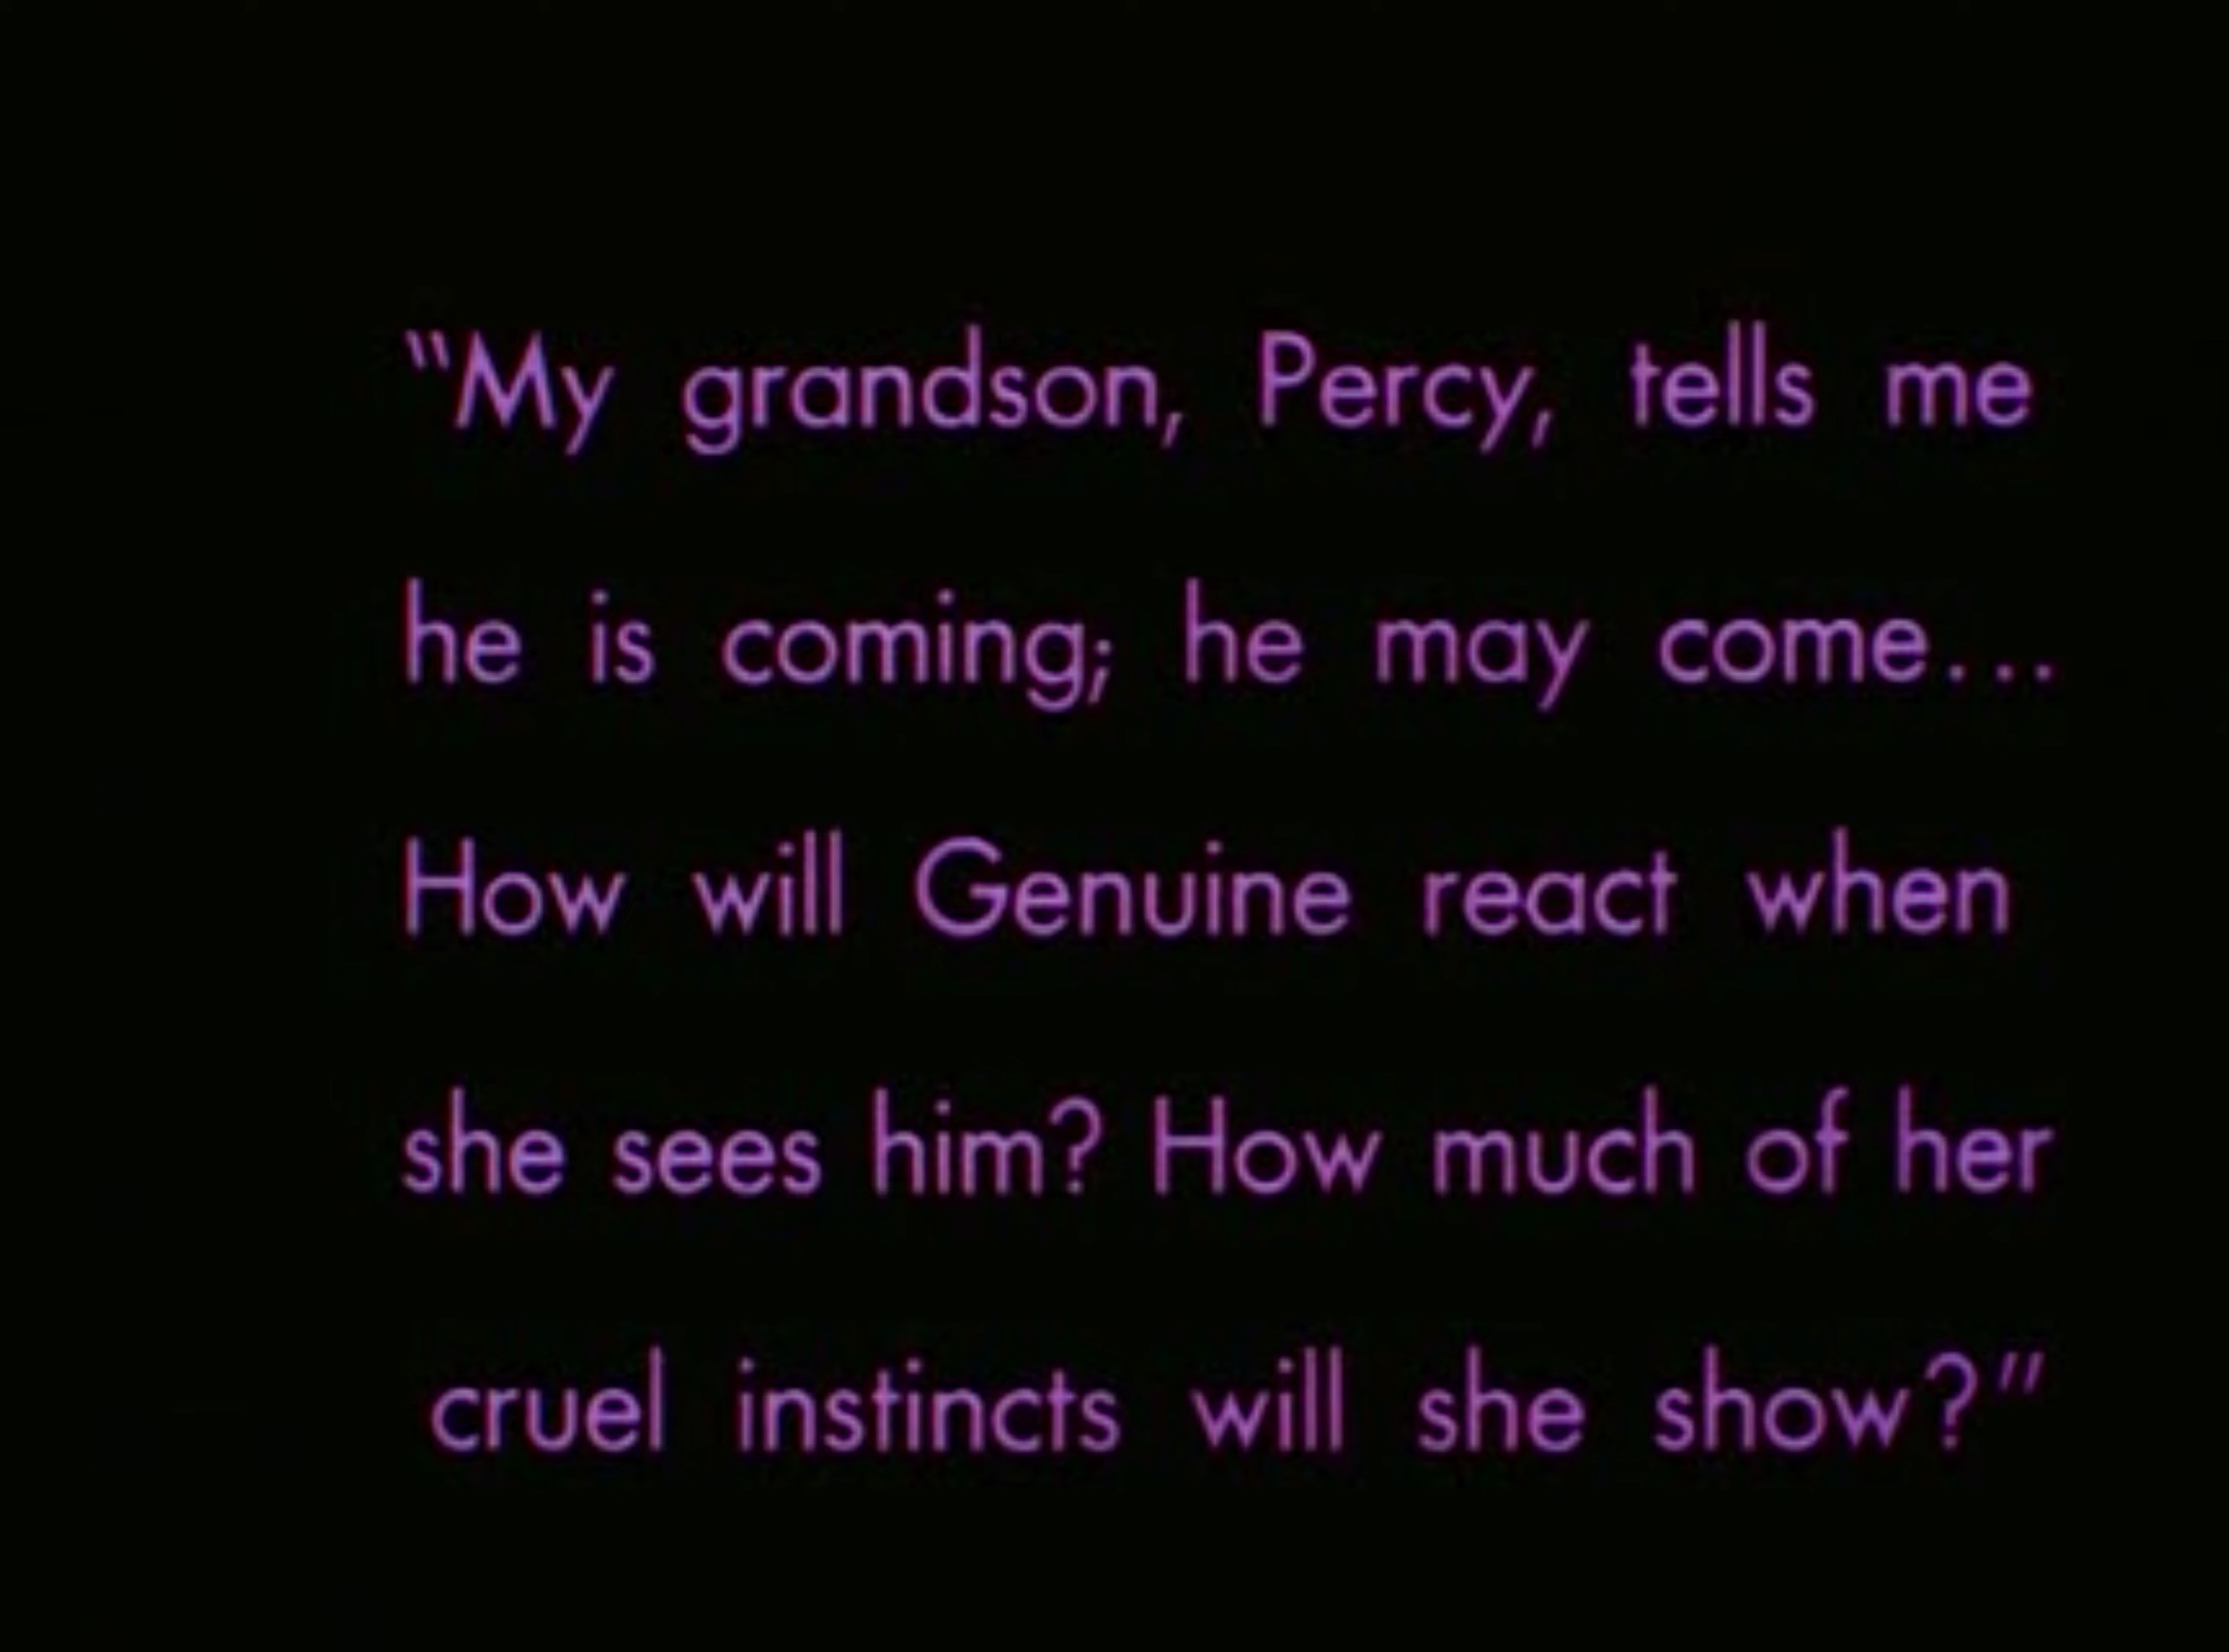 “My grandson, Percy, tells me
he is coming; he may come...
How will Genuine react when
she sees him? How much of her
cruel instincts will she show?”